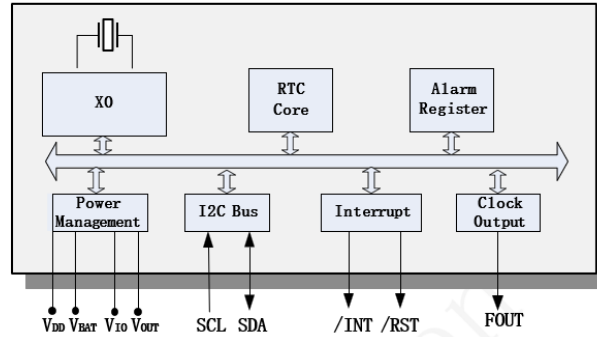 XO
RTC
Core
Alarm
Register
Power
Management
I2C Bus
Interrupt
Clock
Output
VDD VBAT VIO VOUT SCL SDA /INT /RST FOUT